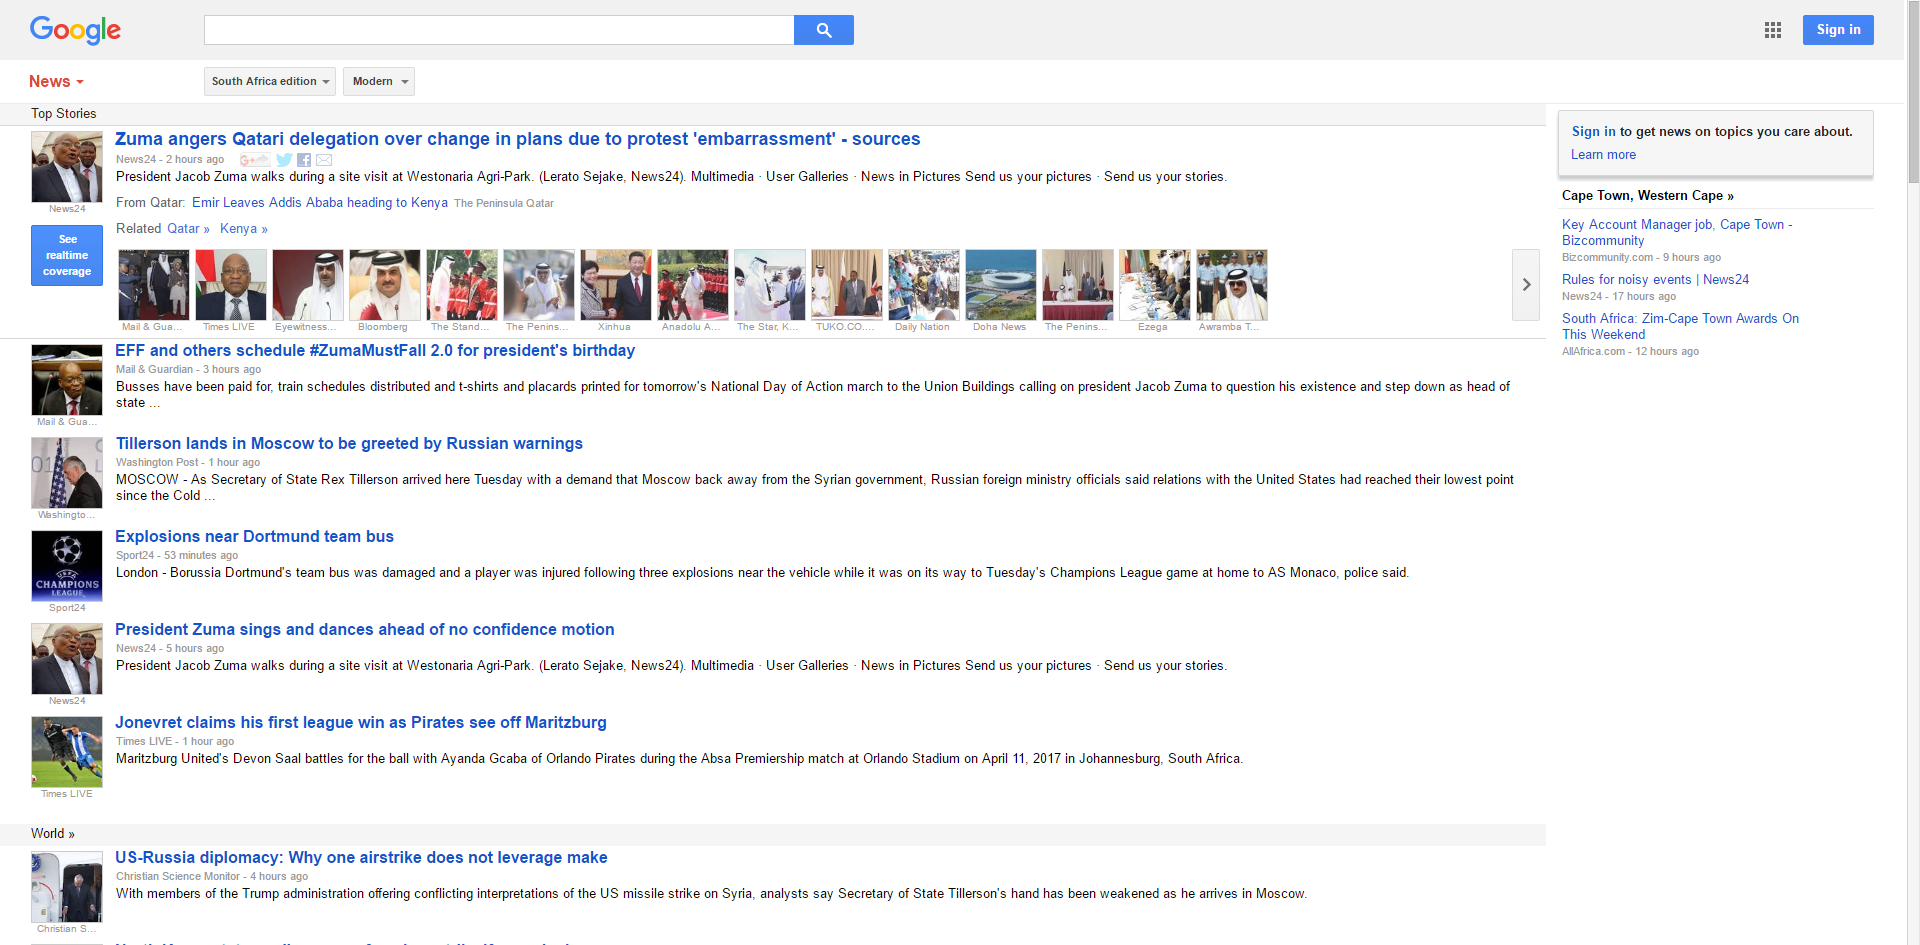 Google
Sign in
News
South Africa edition
Modern
Top Stories
Zuma angers Qatari delegation over change in plans due to protest 'embarrassment' - sources
News24 - 2 hours ago
President Jacob Zuma walks during a site visit at Westonaria Agri-Park. (Lerato Sejake, News24). Multimedia · User Galleries · News in Pictures Send us your pictures · Send us your stories.
News24
From Qatar: Emir Leaves Addis Ababa heading to Kenya The Peninsula Qatar
Related Qatar » Kenya »
See
realtime
coverage
Mail & Gua... Times LIVE Eyewitness... Bloomberg The Stand... The Penins... Xinhua Anadolu A... The Star, K... TUKO.CO.... Daily Nation Doha News The Penins... Ezega Awramba T...
EFF and others schedule #ZumaMustFall 2.0 for president's birthday
Mail & Guardian - 3 hours ago
Busses have been paid for, train schedules distributed and t-shirts and placards printed for tomorrow's National Day of Action march to the Union Buildings calling on president Jacob Zuma to question his existence and step down as head of
state ...
Mail & Gua...
Tillerson lands in Moscow to be greeted by Russian warnings
Washington Post - 1 hour ago
MOSCOW - As Secretary of State Rex Tillerson arrived here Tuesday with a demand that Moscow back away from the Syrian government, Russian foreign ministry officials said relations with the United States had reached their lowest point
since the Cold ...
Washingto...
Explosions near Dortmund team bus
Sport24 - 53 minutes ago
London - Borussia Dortmund's team bus was damaged and a player was injured following three explosions near the vehicle while it was on its way to Tuesday's Champions League game at home to AS Monaco, police said.
UEFA
CHAMPIONS
LEAGUE
Sport24
President Zuma sings and dances ahead of no confidence motion
News24 - 5 hours ago
President Jacob Zuma walks during a site visit at Westonaria Agri-Park. (Lerato Sejake, News24). Multimedia · User Galleries · News in Pictures Send us your pictures · Send us your stories.
News24
Jonevret claims his first league win as Pirates see off Maritzburg
Times LIVE - 1 hour ago
Maritzburg United's Devon Saal battles for the ball with Ayanda Gcaba of Orlando Pirates during the Absa Premiership match at Orlando Stadium on April 11, 2017 in Johannesburg, South Africa.
Times LIVE
World »
US-Russia diplomacy: Why one airstrike does not leverage make
Christian Science Monitor - 4 hours ago
With members of the Trump administration offering conflicting interpretations of the US missile strike on Syria, analysts say Secretary of State Tillerson's hand has been weakened as he arrives in Moscow.
Christian S...
Sign in to get news on topics you care about.
Learn more
Cape Town, Western Cape »
Key Account Manager job, Cape Town -
Bizcommunity
Bizcommunity.com - 9 hours ago
Rules for noisy events | News24
News24 - 17 hours ago
South Africa: Zim-Cape Town Awards On
This Weekend
AllAfrica.com - 12 hours ago